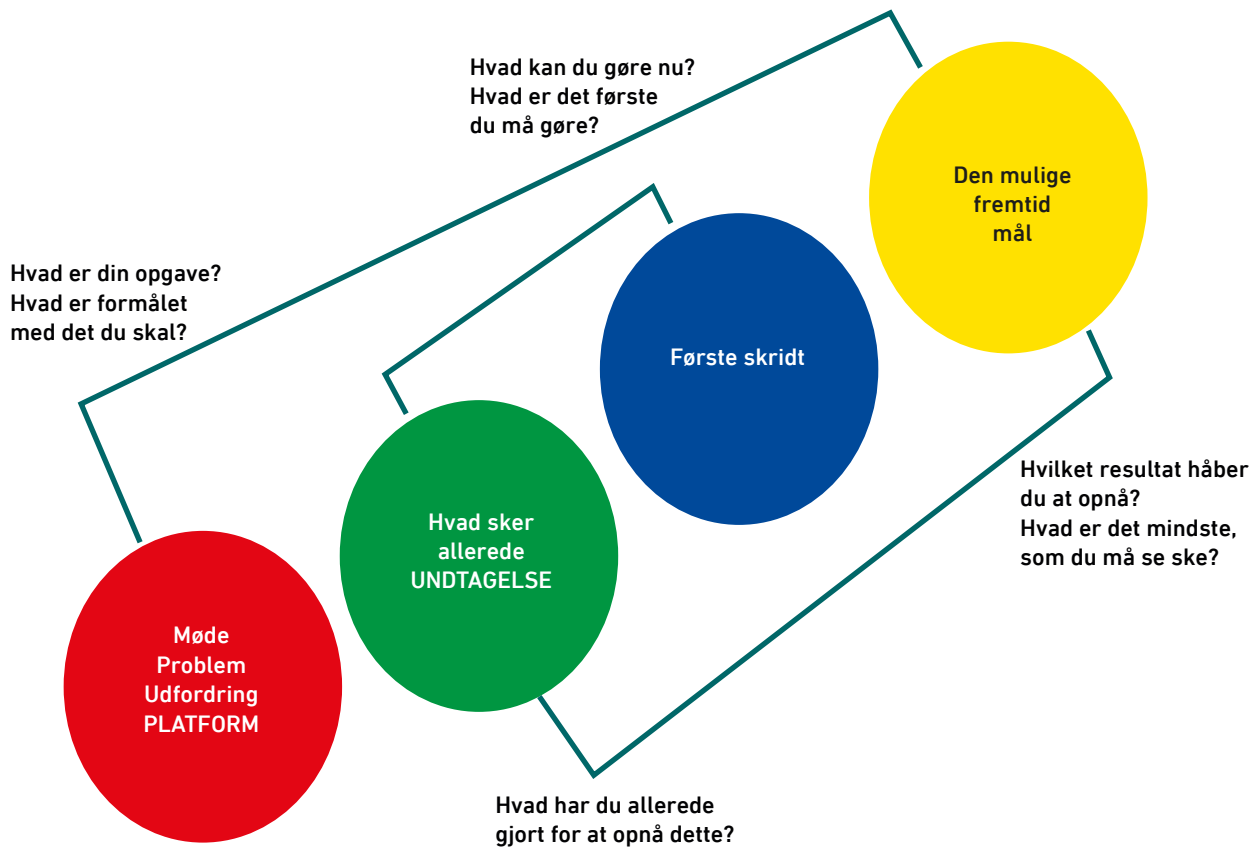 Hvad kan du gøre nu?
Hvad er det første
du må gøre?
Den mulige
fremtid
mål
Hvad er din opgave?
Hvad er formålet
med det du skal?
Første skridt
Hvilket resultat håber
du at opnå?
Hvad er det mindste,
som du må se ske?
Hvad sker
allerede
UNDTAGELSE
Møde
Problem
Udfordring
PLATFORM
Hvad har du allerede
gjort for at opnå dette?